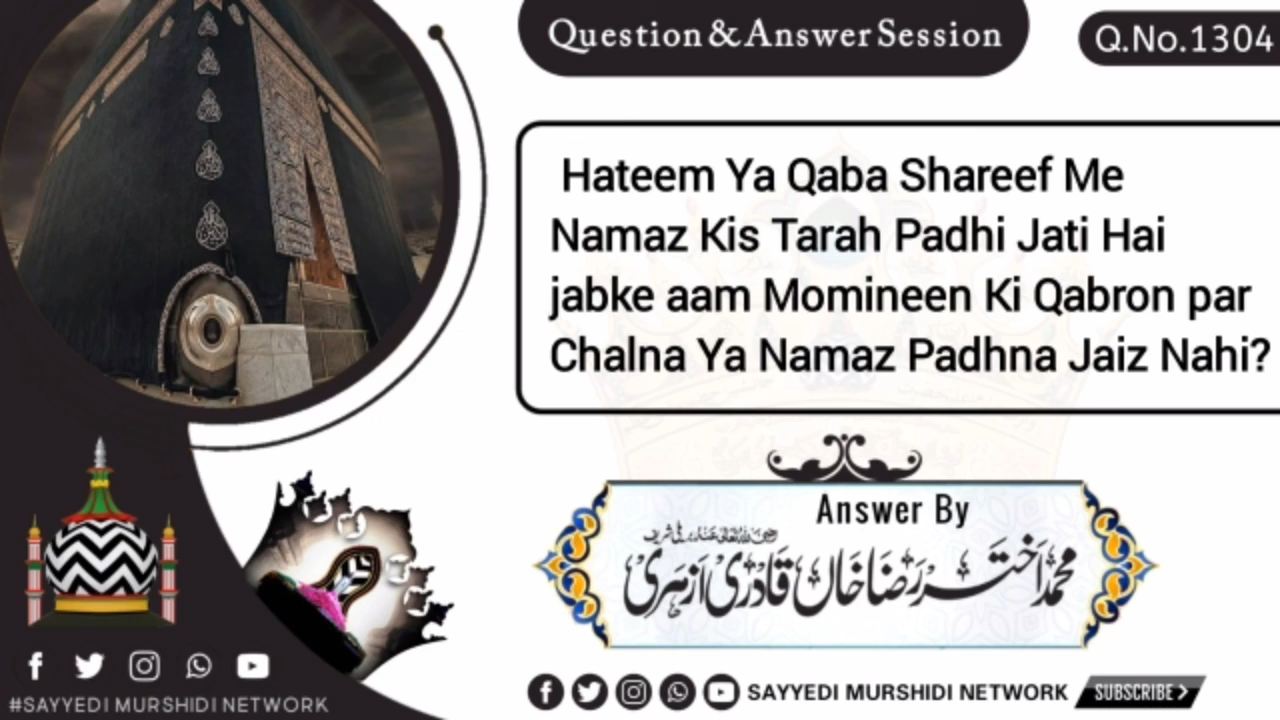 Question & Answer Session
Q.No.1304
Hateem Ya Qaba Shareef Me
Namaz Kis Tarah Padhi Jati Hai
jabke aam Momineen Ki Qabron par
Chalna Ya Namaz Padhna Jaiz Nahi?
Answer By
محمد اختر رضا خاں قادری ازہری
#SAYYEDI MURSHIDI NETWORK
SAYYEDI MURSHIDI NETWORK
SUBSCRIBE >